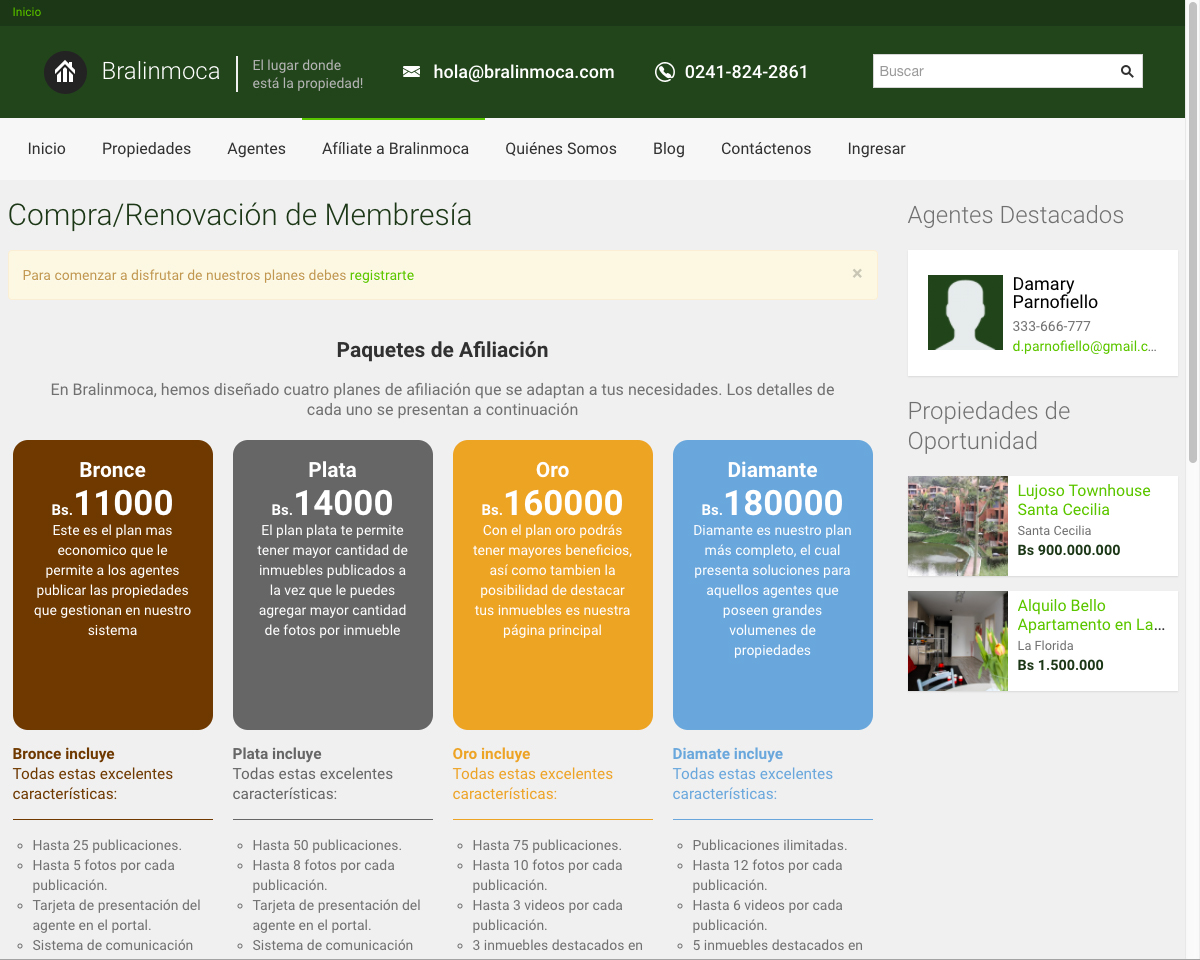 Inicio
Bralinmoca
El lugar donde
está la propiedad!
hola@bralinmoca.com
0241-824-2861
Buscar
Inicio
Propiedades
Agentes
Afíliate a Bralinmoca
Quiénes Somos
Blog
Contáctenos
Ingresar
Compra/Renovación de Membresía
Para comenzar a disfrutar de nuestros planes debes registrarte
×
Paquetes de Afiliación
En Bralinmoca, hemos diseñado cuatro planes de afiliación que se adaptan a tus necesidades. Los detalles de
cada uno se presentan a continuación
Bronce
Bs.11000
Este es el plan mas
economico que le
permite a los agentes
publicar las propiedades
que gestionan en nuestro
sistema
Bronce incluye
Todas estas excelentes
características:
Hasta 25 publicaciones.
Hasta 5 fotos por cada
publicación.
Tarjeta de presentación del
agente en el portal.
Sistema de comunicación
Plata
Bs.14000
El plan plata te permite
tener mayor cantidad de
inmuebles publicados a
la vez que le puedes
agregar mayor cantidad
de fotos por inmueble
Plata incluye
Todas estas excelentes
características:
Hasta 50 publicaciones.
Hasta 8 fotos por cada
publicación.
Tarjeta de presentación del
agente en el portal.
Sistema de comunicación
Oro
Bs.160000
Con el plan oro podrás
tener mayores beneficios,
así como tambien la
posibilidad de destacar
tus inmuebles es nuestra
página principal
Oro incluye
Todas estas excelentes
características:
Hasta 75 publicaciones.
Hasta 10 fotos por cada
publicación.
Hasta 3 videos por cada
publicación.
3 inmuebles destacados en
Diamante
Bs.180000
Diamante es nuestro plan
más completo, el cual
presenta soluciones para
aquellos agentes que
poseen grandes
volumenes de
propiedades
Diamate incluye
Todas estas excelentes
características:
Publicaciones ilimitadas.
Hasta 12 fotos por cada
publicación.
Hasta 6 videos por cada
publicación.
5 inmuebles destacados en
Agentes Destacados
Damary
Parnofiello
333-666-777
d.parnofiello@gmail.c...
Propiedades de
Oportunidad
Lujoso Townhouse
Santa Cecilia
Santa Cecilia
Bs 900.000.000
Alquilo Bello
Apartamento en La...
La Florida
Bs 1.500.000